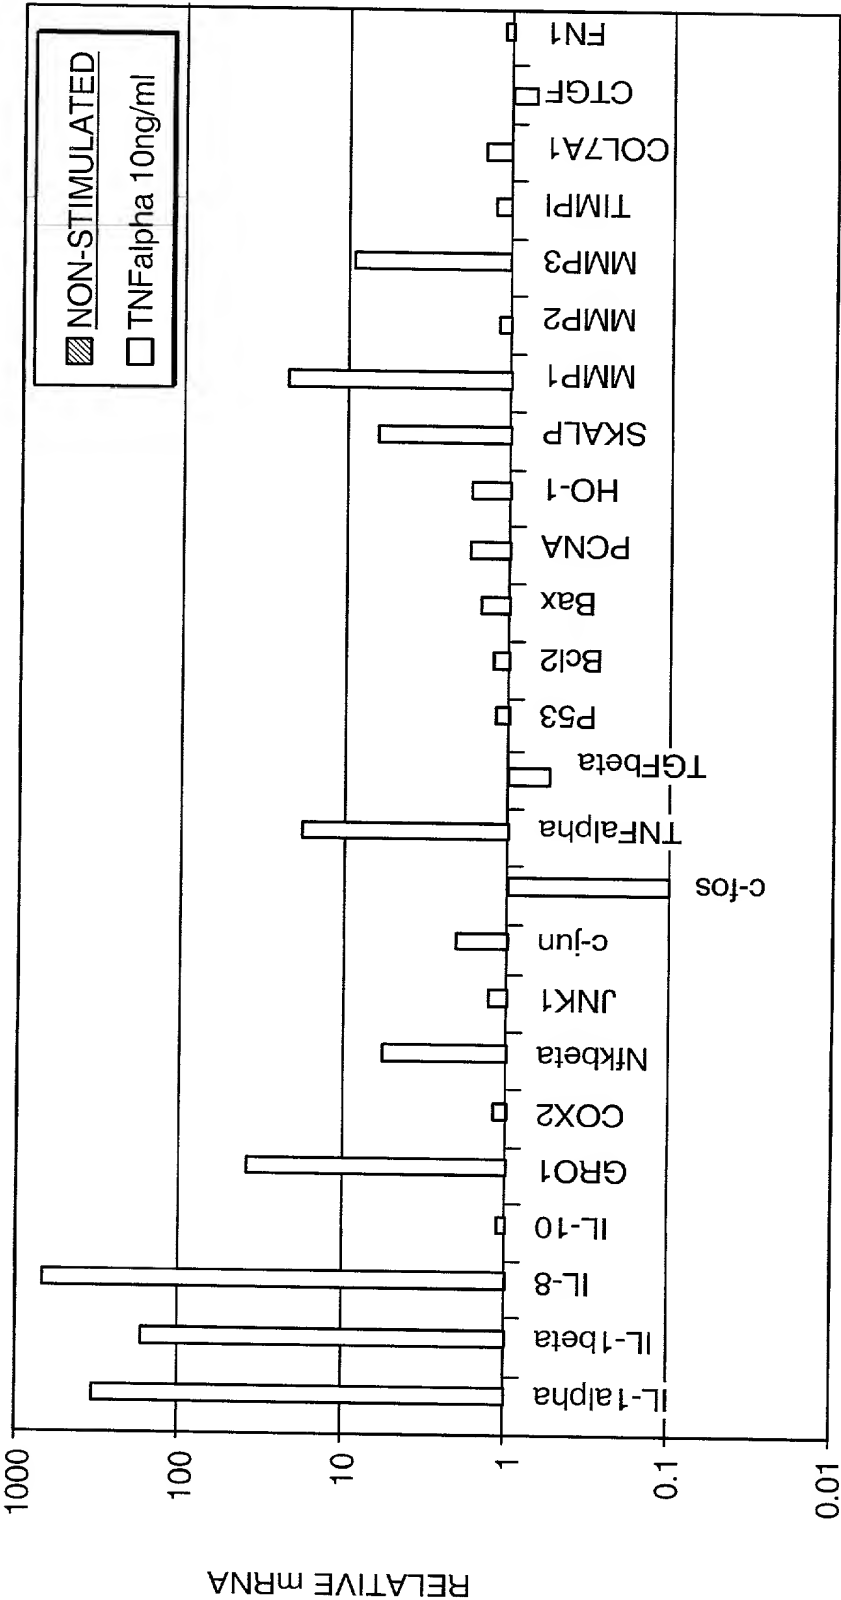 RELATIVE mRNA
1000
100
10
1
0.1
0.01
NON-STIMULATED
TNFalpha 10ng/ml
IL-1alpha
IL-1beta
IL-8
IL-10
GRO1
COX2
Nfkbeta
JNK1
c-jun
c-fos
TNFalpha
TGFbeta
P53
Bcl2
Bax
PCNA
HO-1
SKALP
MMP1
MMP2
MMP3
TIMPI
COL7A1
CTGF
FN1